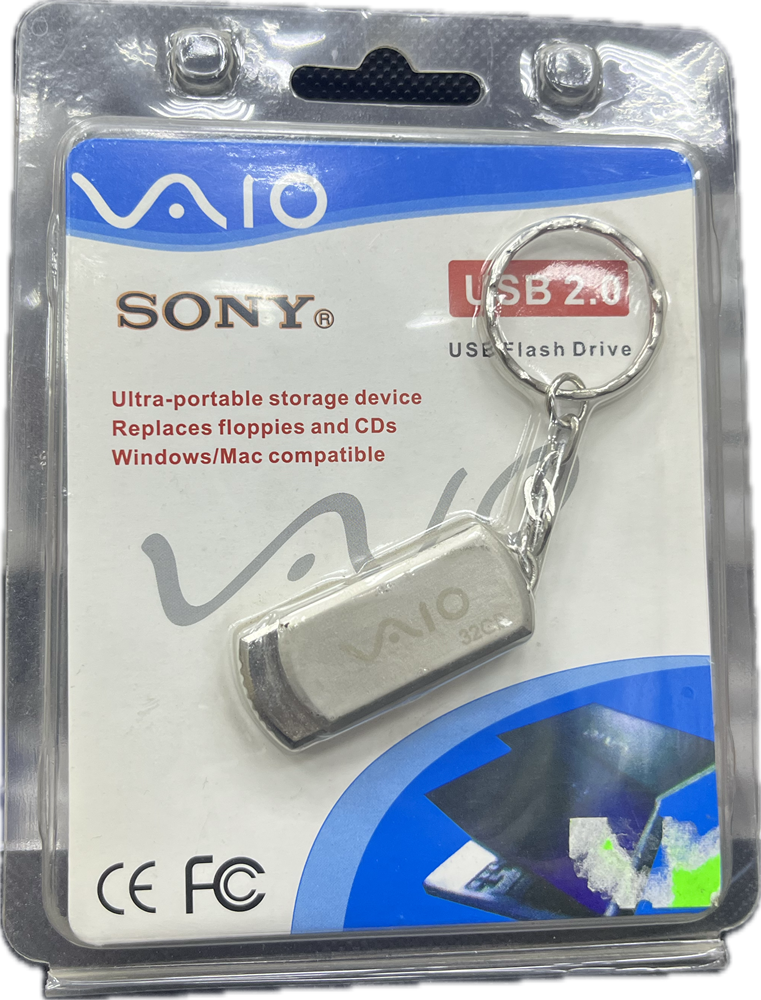 VAIO
SONY®
USB 2.0
USB Flash Drive
Ultra-portable storage device
Replaces floppies and CDs
Windows/Mac compatible
VAIO
VAIO
32GB
CE FC